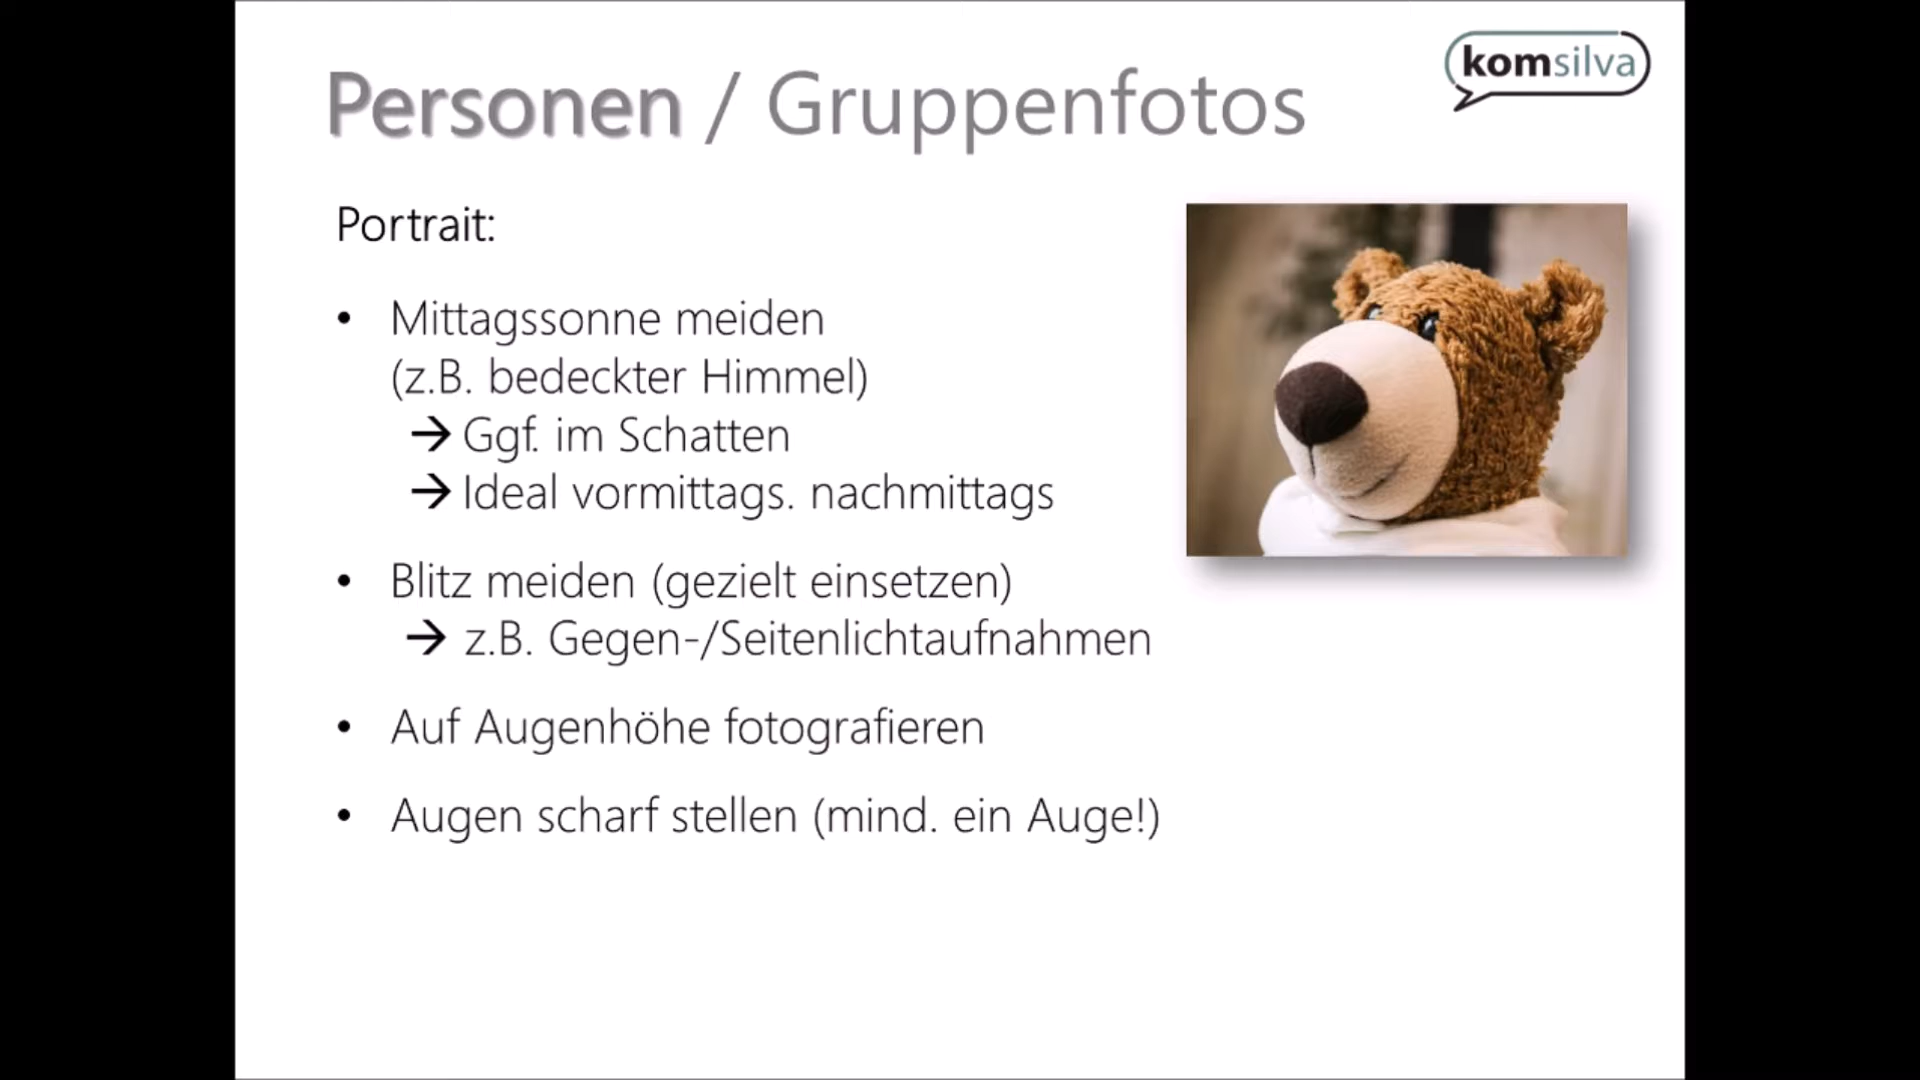 komsilva
Personen / Gruppenfotos
Portrait:
• Mittagssonne meiden
(z.B. bedeckter Himmel)
→ Ggf. im Schatten
→ Ideal vormittags. nachmittags
• Blitz meiden (gezielt einsetzen)
→ z.B. Gegen-/Seitenlichtaufnahmen
• Auf Augenhöhe fotografieren
• Augen scharf stellen (mind. ein Auge!)